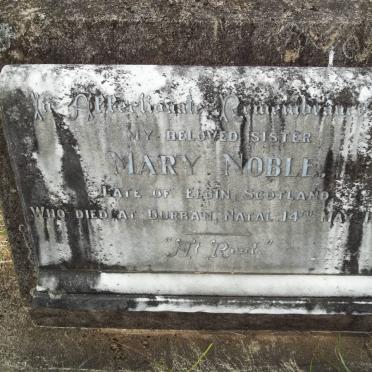 In Affectionate Remembrance
MY BELOVED SISTER
MARY NOBLE,
LATE OF ELGIN, SCOTLAND
WHO DIED AT DURBAN, NATAL, 14TH MAY
"At Rest."